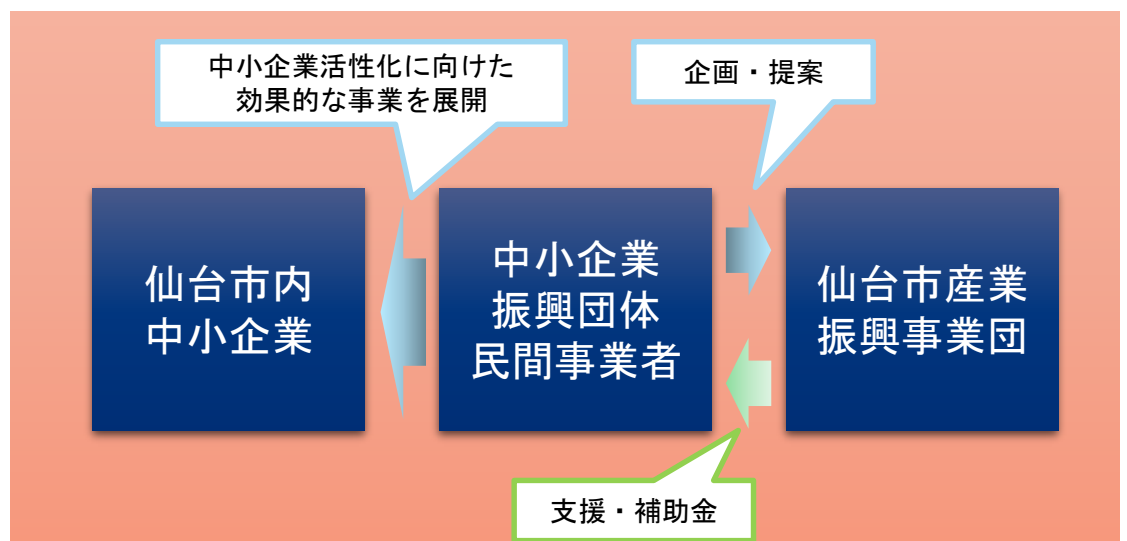 中小企業活性化に向けた
効果的な事業を展開
企画・提案
仙台市内
中小企業
中小企業
振興団体
民間事業者
仙台市産業
振興事業団
支援・補助金